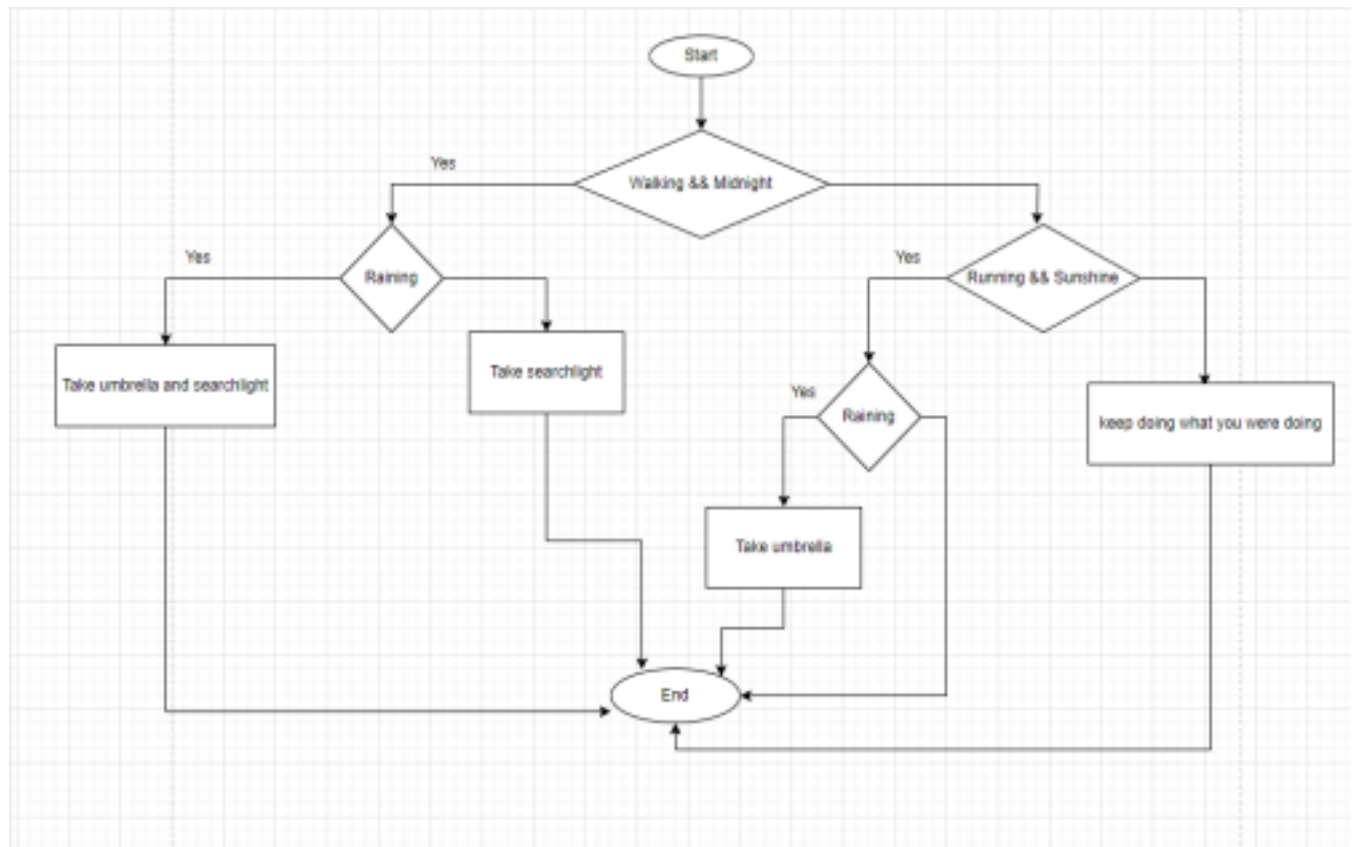 Start
Yes
Walking && Midnight
Yes
Raining
Yes
Running && Sunshine
Take umbrella and searchlight
Take searchlight
Yes
Raining
keep doing what you were doing
Take umbrella
End